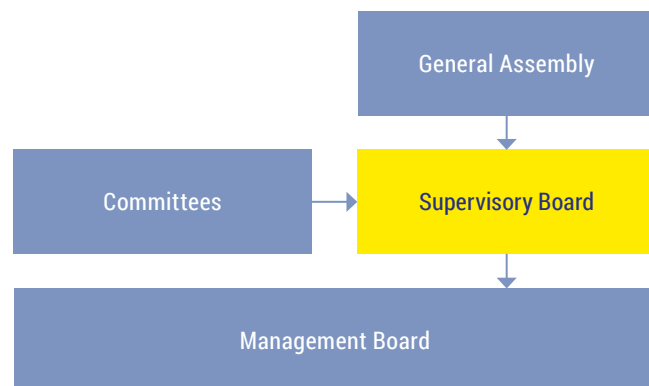 General Assembly
Committees
Supervisory Board
Management Board